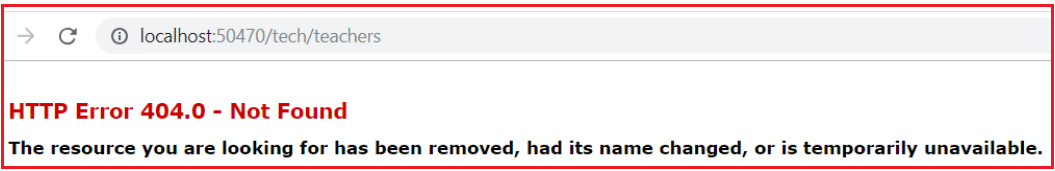 localhost:50470/tech/teachers
HTTP Error 404.0 - Not Found
The resource you are looking for has been removed, had its name changed, or is temporarily unavailable.